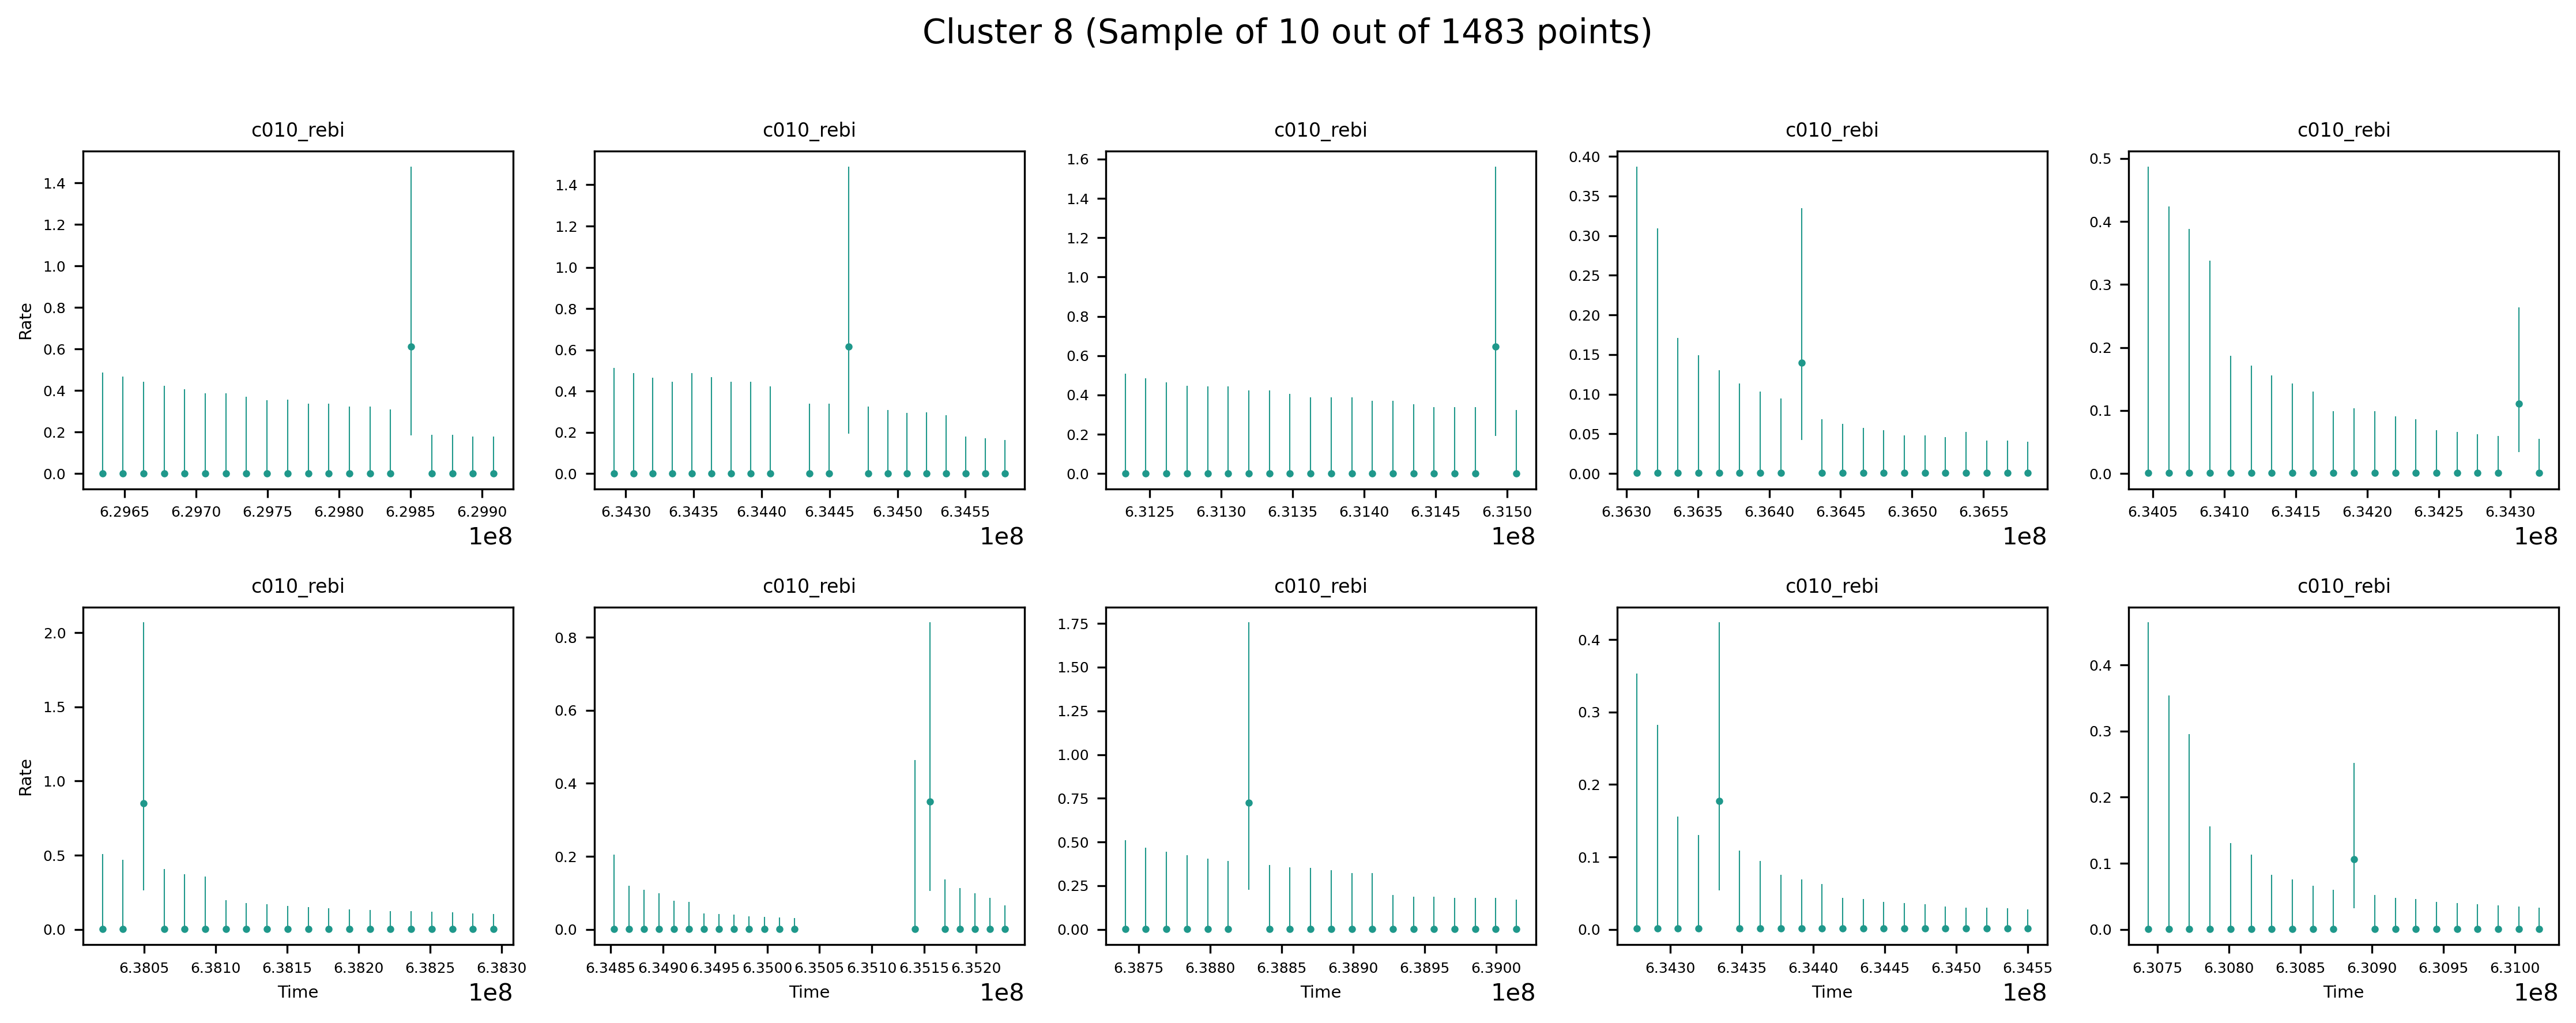 Cluster 8 (Sample of 10 out of 1483 points)
c010_rebi c010_rebi c010_rebi c010_rebi c010_rebi
Rate
1.4 1.2 1.0 0.8 0.6 0.4 0.2 0.0
6.2965 6.2970 6.2975 6.2980 6.2985 6.2990
1e8
1.4 1.2 1.0 0.8 0.6 0.4 0.2 0.0
6.3430 6.3435 6.3440 6.3445 6.3450 6.3455
1e8
1.6 1.4 1.2 1.0 0.8 0.6 0.4 0.2 0.0
6.3125 6.3130 6.3135 6.3140 6.3145 6.3150
1e8
0.40 0.35 0.30 0.25 0.20 0.15 0.10 0.05 0.00
6.3630 6.3635 6.3640 6.3645 6.3650 6.3655
1e8
0.5 0.4 0.3 0.2 0.1 0.0
6.3405 6.3410 6.3415 6.3420 6.3425 6.3430
1e8
c010_rebi c010_rebi c010_rebi c010_rebi c010_rebi
Rate
2.0 1.5 1.0 0.5 0.0
6.3805 6.3810 6.3815 6.3820 6.3825 6.3830
Time
1e8
0.8 0.6 0.4 0.2 0.0
6.3485 6.3490 6.3495 6.3500 6.3505 6.3510 6.3515 6.3520
Time
1e8
1.75 1.50 1.25 1.00 0.75 0.50 0.25 0.00
6.3875 6.3880 6.3885 6.3890 6.3895 6.3900
Time
1e8
0.4 0.3 0.2 0.1 0.0
6.3430 6.3435 6.3440 6.3445 6.3450 6.3455
Time
1e8
0.4 0.3 0.2 0.1 0.0
6.3075 6.3080 6.3085 6.3090 6.3095 6.3100
Time
1e8